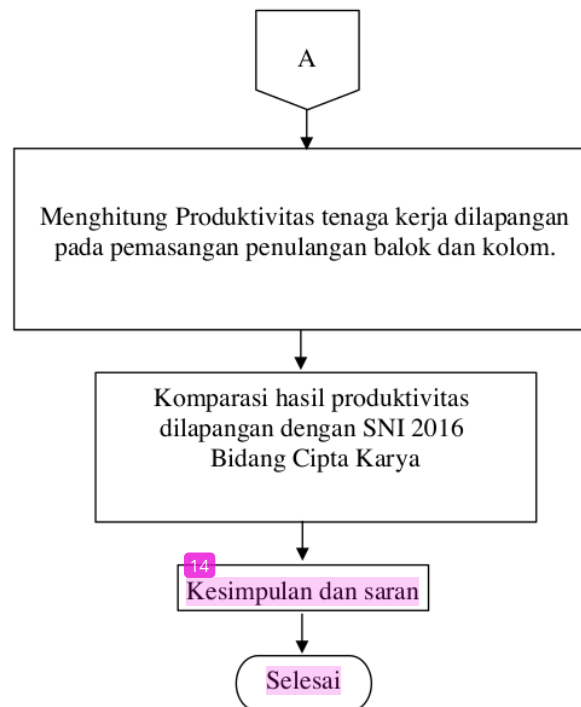 A
Menghitung Produktivitas tenaga kerja dilapangan
pada pemasangan penulangan balok dan kolom.
Komparasi hasil produktivitas
dilapangan dengan SNI 2016
Bidang Cipta Karya
14
Kesimpulan dan saran
Selesai